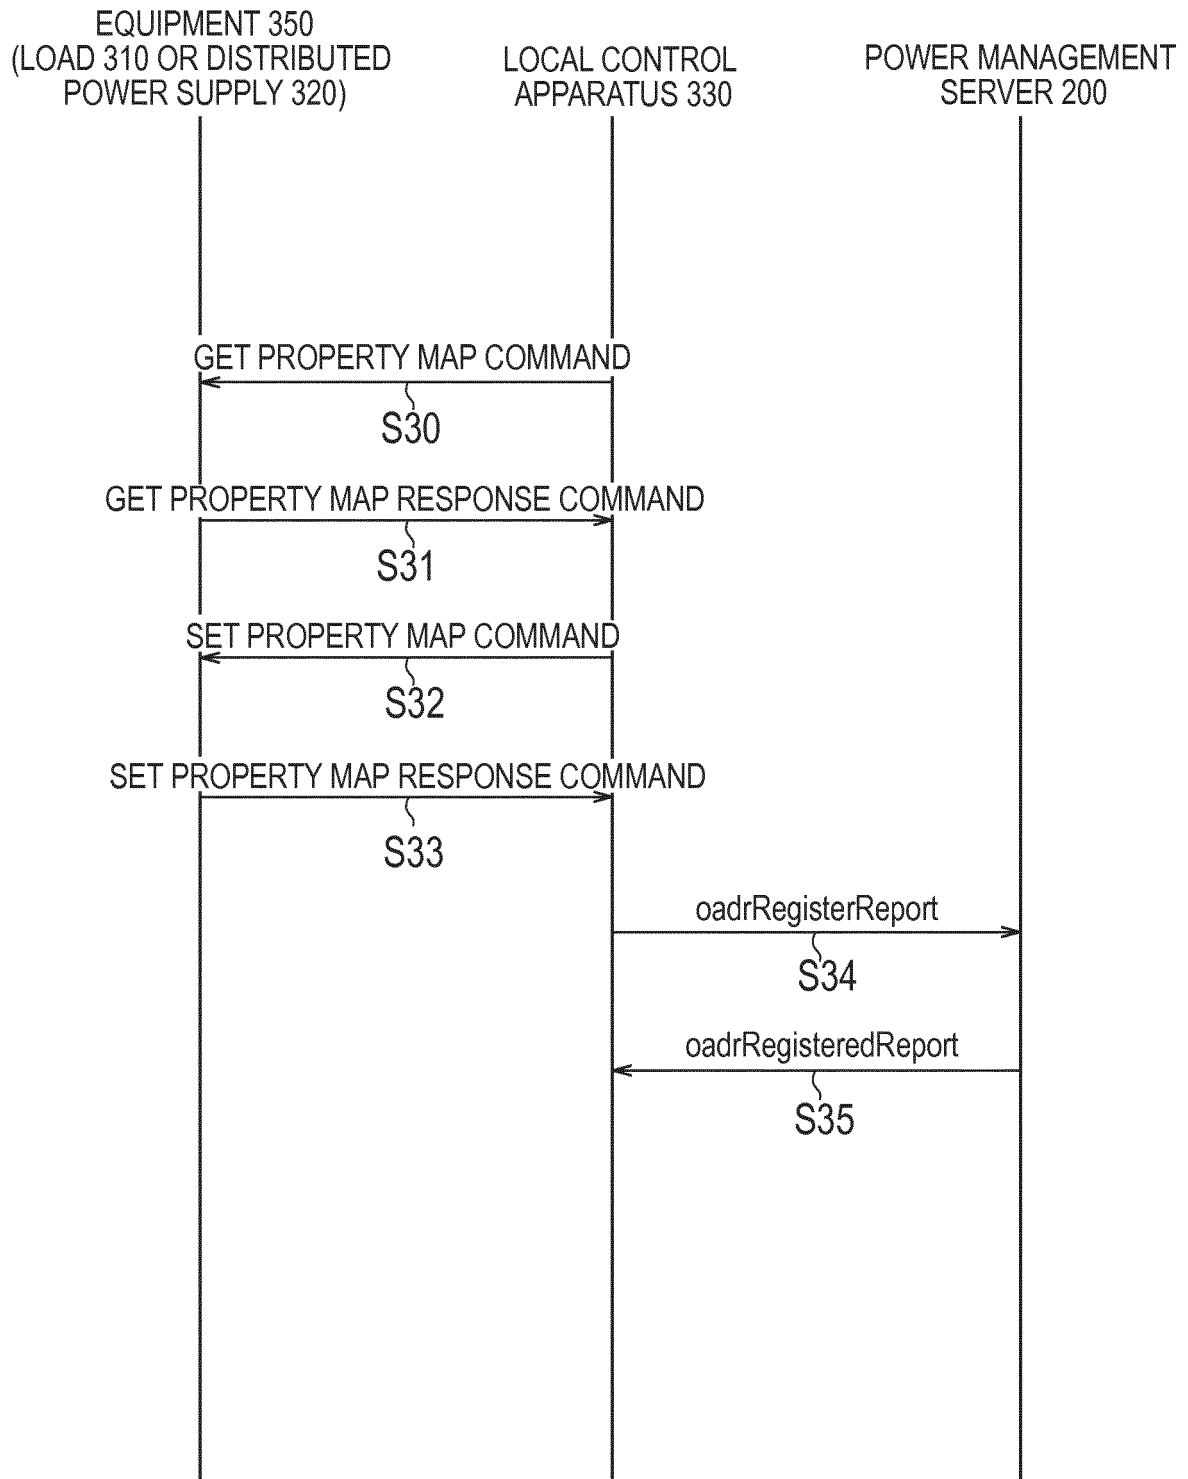 EQUIPMENT 350
(LOAD 310 OR DISTRIBUTED
POWER SUPPLY 320)
LOCAL CONTROL
APPARATUS 330
POWER MANAGEMENT
SERVER 200
GET PROPERTY MAP COMMAND
S30
GET PROPERTY MAP RESPONSE COMMAND
S31
SET PROPERTY MAP COMMAND
S32
SET PROPERTY MAP RESPONSE COMMAND
S33
oadrRegisterReport
S34
oadrRegisteredReport
S35